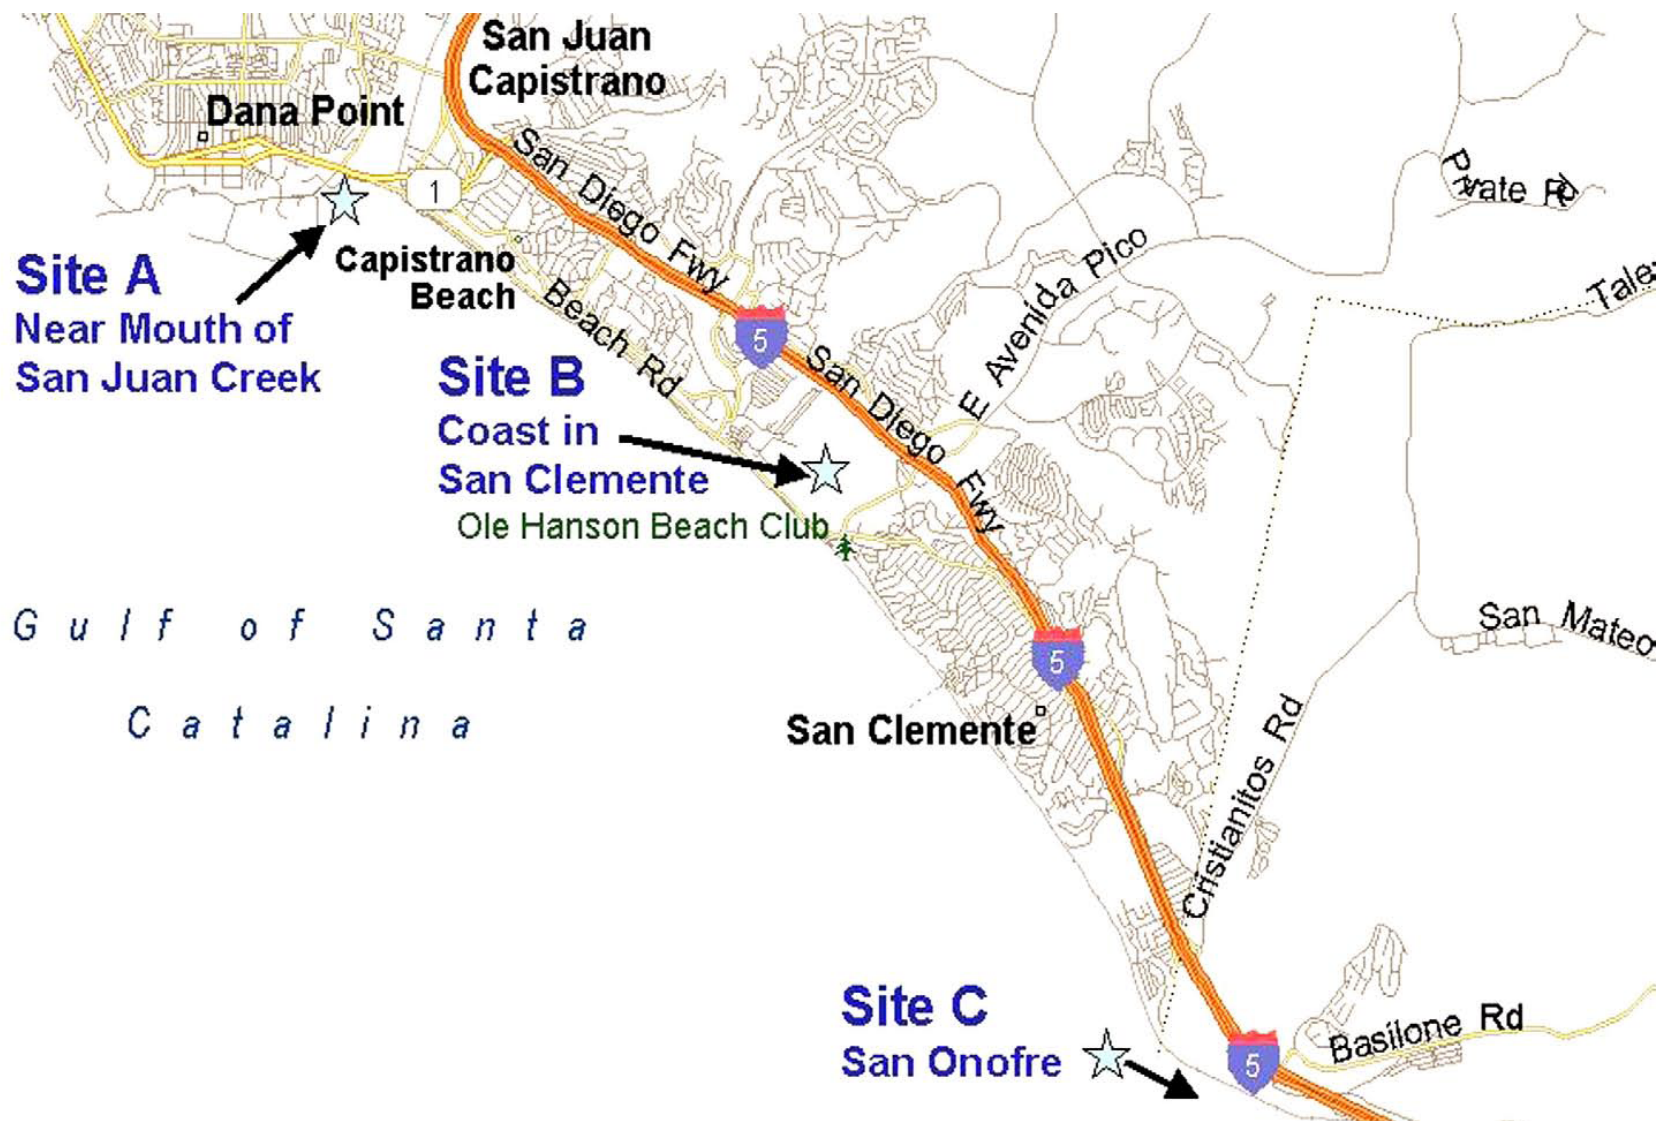 San Juan
Capistrano
Dana Point
1
San Diego Fwy
Private Rd
Site A
Near Mouth of
San Juan Creek
Capistrano
Beach
Beach Rd
E Avenida Pico
5
Site B
Coast in
San Clemente
San Diego Fwy
Ole Hanson Beach Club
Gulf of Santa
Catalina
San Mateo
5
San Clemente
Cristianitos Rd
Site C
San Onofre
5
Basilone Rd